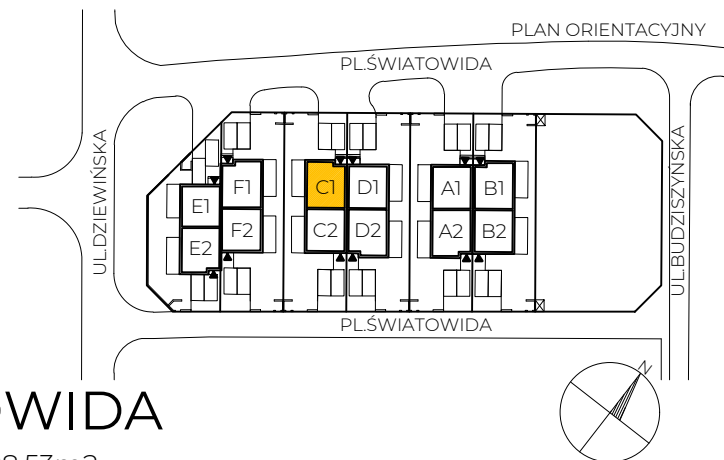 PLAN ORIENTACYJNY
PL.ŚWIATOWIDA
UL.DZIEWIŃSKA
UL.BUDZISZYNSKA
E1
F1
C1
D1
A1
B1
E2
F2
C2
D2
A2
B2
PL.ŚWIATOWIDA
N
WIDA